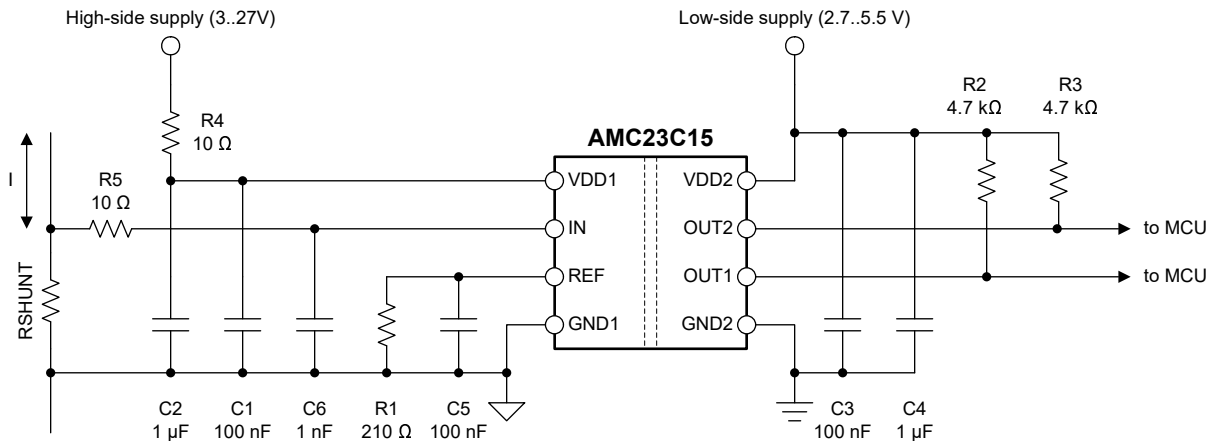 High-side supply (3..27V)
Low-side supply (2.7..5.5 V)
R4
10 Ω
R2
4.7 kΩ
R3
4.7 kΩ
AMC23C15
I
R5
10 Ω
VDD1
VDD2
IN
OUT2
to MCU
REF
OUT1
to MCU
RSHUNT
GND1
GND2
C2
1 µF
C1
100 nF
C6
1 nF
R1
210 Ω
C5
100 nF
C3
100 nF
C4
1 µF